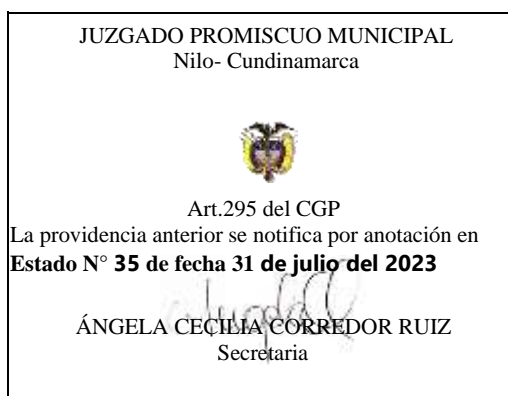 JUZGADO PROMISCUO MUNICIPAL
Nilo- Cundinamarca
Art.295 del CGP
La providencia anterior se notifica por anotación en
Estado N° 35 de fecha 31 de julio del 2023
ÁNGELA CECILIA CORREDOR RUIZ
Secretaria